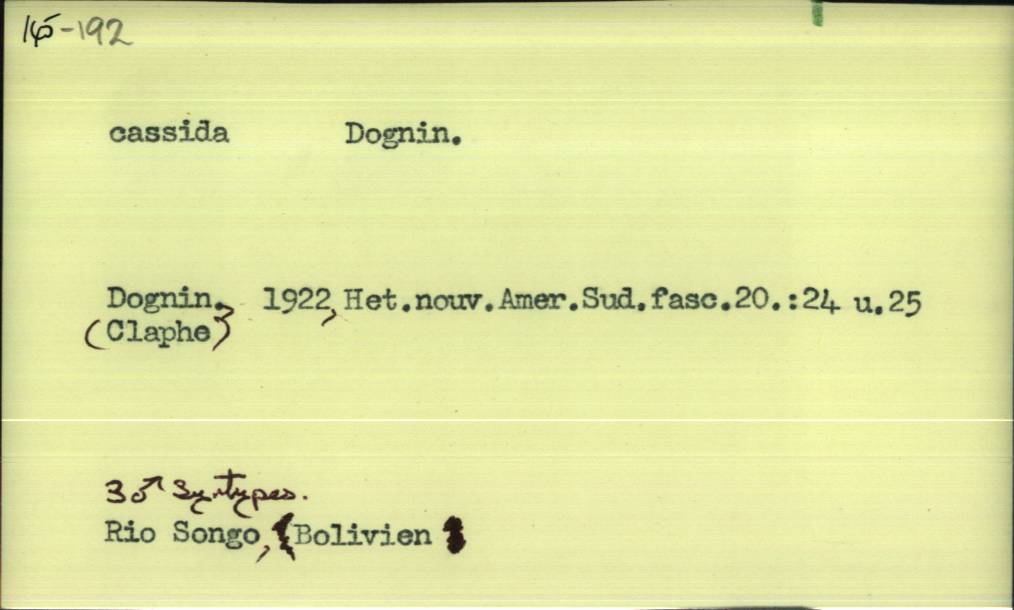 145-192
cassida Dognin.
Dognin., 1922, Het.nouv.Amer.Sud.fasc.20.:24 u.25
(Claphe)
3♂ Syntypes.
Rio Songo, Bolivien